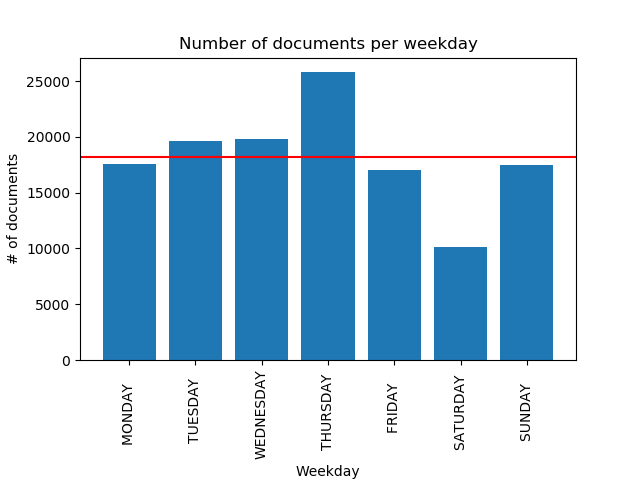 Number of documents per weekday
# of documents
25000
20000
15000
10000
5000
0
MONDAY
TUESDAY
WEDNESDAY
THURSDAY
FRIDAY
SATURDAY
SUNDAY
Weekday